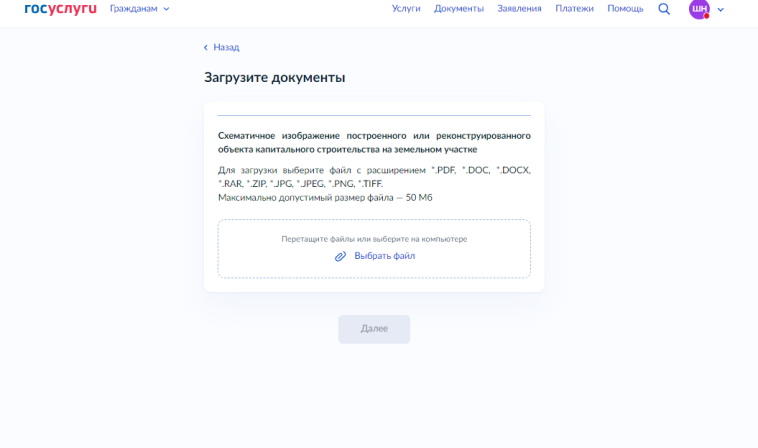 госуслуги Гражданам Услуги Документы Заявления Платежи Помощь ШН
Назад
Загрузите документы
Схематичное изображение построенного или реконструированного
объекта капитального строительства на земельном участке
Для загрузки выберите файл с расширением *.PDF, *.DOC, *.DOCX,
*.RAR, *.ZIP, *.JPG, *.JPEG, *.PNG, *.TIFF.
Максимально допустимый размер файла — 50 Мб
Перетащите файлы или выберите на компьютере
Выбрать файл
Далее